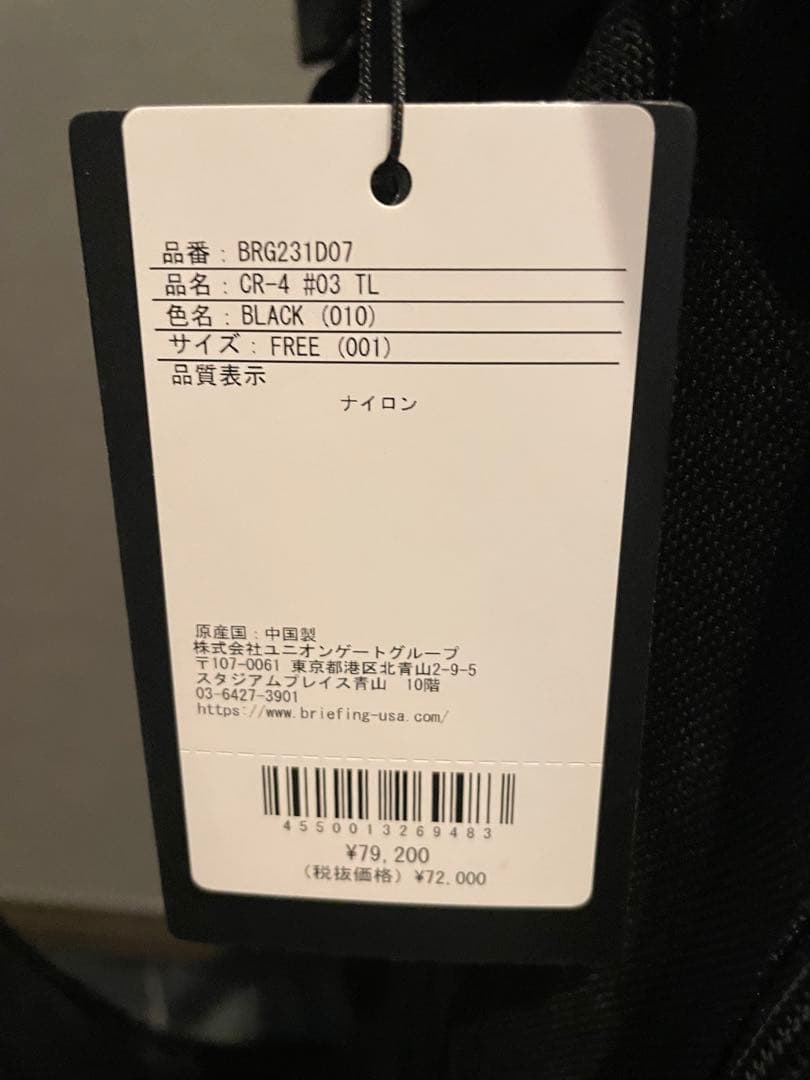 品番：BRG231D07
品名：CR-4 #03 TL
色名：BLACK (010)
サイズ：FREE (001)
品質表示
ナイロン
原産国：中国製
株式会社ユニオンゲートグループ
〒107-0061 東京都港区北青山2-9-5
スタジアムプレイス青山　10階
03-6427-3901
https://www.briefing-usa.com/
4550013269483
¥79,200
（税抜価格）¥72,000